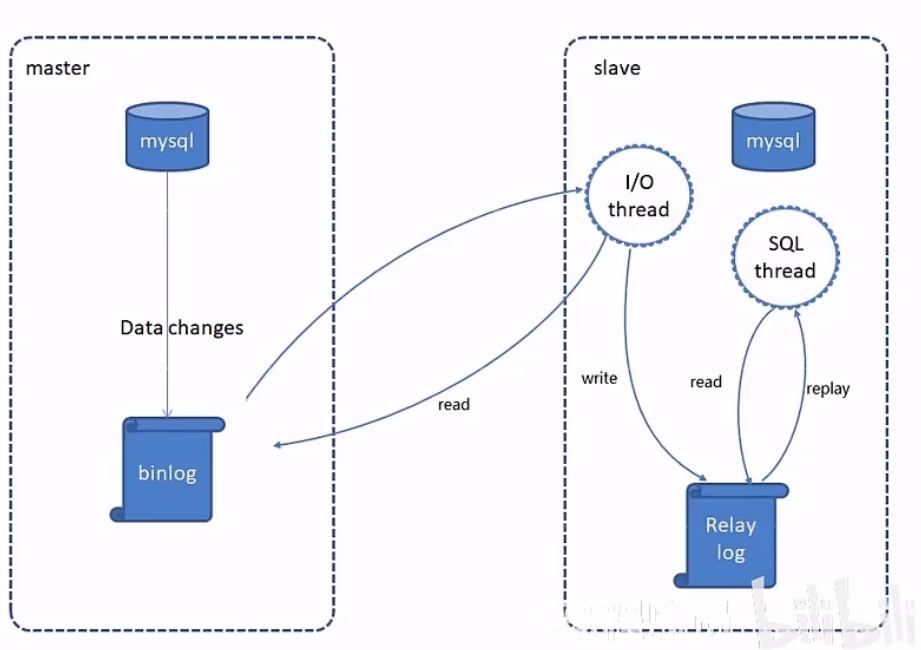 master
slave
mysql
mysql
I/O
thread
SQL
thread
Data changes
write
read
replay
read
binlog
Relay
log
bilibili